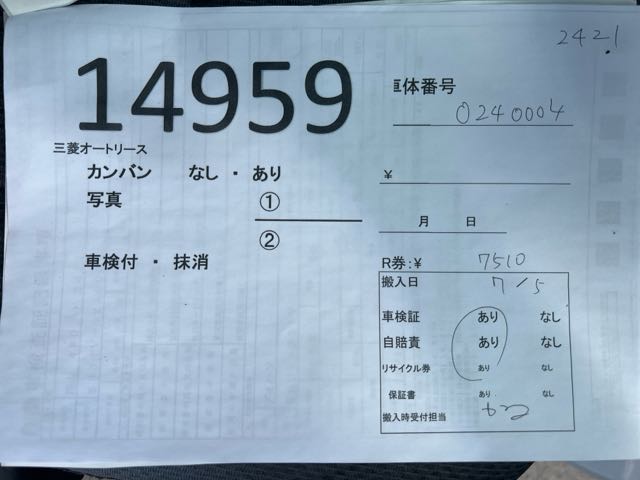 2421
14959
車体番号
0240004
三菱オートリース
カンバン なし ・ あり
¥
写真 ①
②
月 日
車検付 ・ 抹消
R券:¥ 7510
搬入日 7/5
車検証 あり なし
自賠責 あり なし
リサイクル券 あり なし
保証書 あり なし
搬入時受付担当